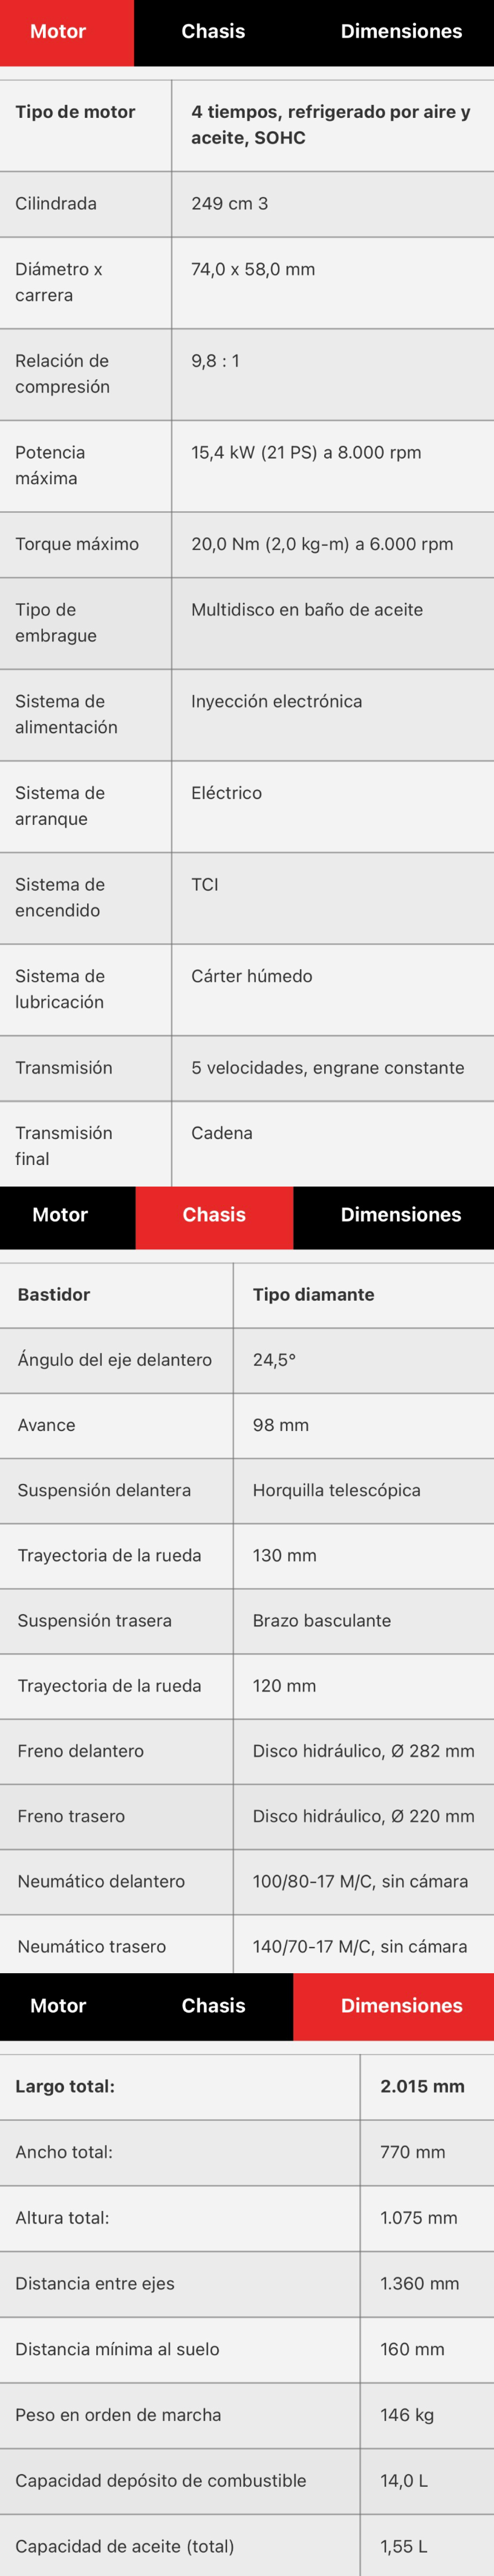 Motor Chasis Dimensiones
Tipo de motor 4 tiempos, refrigerado por aire y
aceite, SOHC
Cilindrada 249 cm 3
Diámetro x 74,0 x 58,0 mm
carrera
Relación de 9,8 : 1
compresión
Potencia 15,4 kW (21 PS) a 8.000 rpm
máxima
Torque máximo 20,0 Nm (2,0 kg-m) a 6.000 rpm
Tipo de Multidisco en baño de aceite
embrague
Sistema de Inyección electrónica
alimentación
Sistema de Eléctrico
arranque
Sistema de TCI
encendido
Sistema de Cárter húmedo
lubricación
Transmisión 5 velocidades, engrane constante
Transmisión Cadena
final
Motor Chasis Dimensiones
Bastidor Tipo diamante
Ángulo del eje delantero 24,5°
Avance 98 mm
Suspensión delantera Horquilla telescópica
Trayectoria de la rueda 130 mm
Suspensión trasera Brazo basculante
Trayectoria de la rueda 120 mm
Freno delantero Disco hidráulico, Ø 282 mm
Freno trasero Disco hidráulico, Ø 220 mm
Neumático delantero 100/80-17 M/C, sin cámara
Neumático trasero 140/70-17 M/C, sin cámara
Motor Chasis Dimensiones
Largo total: 2.015 mm
Ancho total: 770 mm
Altura total: 1.075 mm
Distancia entre ejes 1.360 mm
Distancia mínima al suelo 160 mm
Peso en orden de marcha 146 kg
Capacidad depósito de combustible 14,0 L
Capacidad de aceite (total) 1,55 L